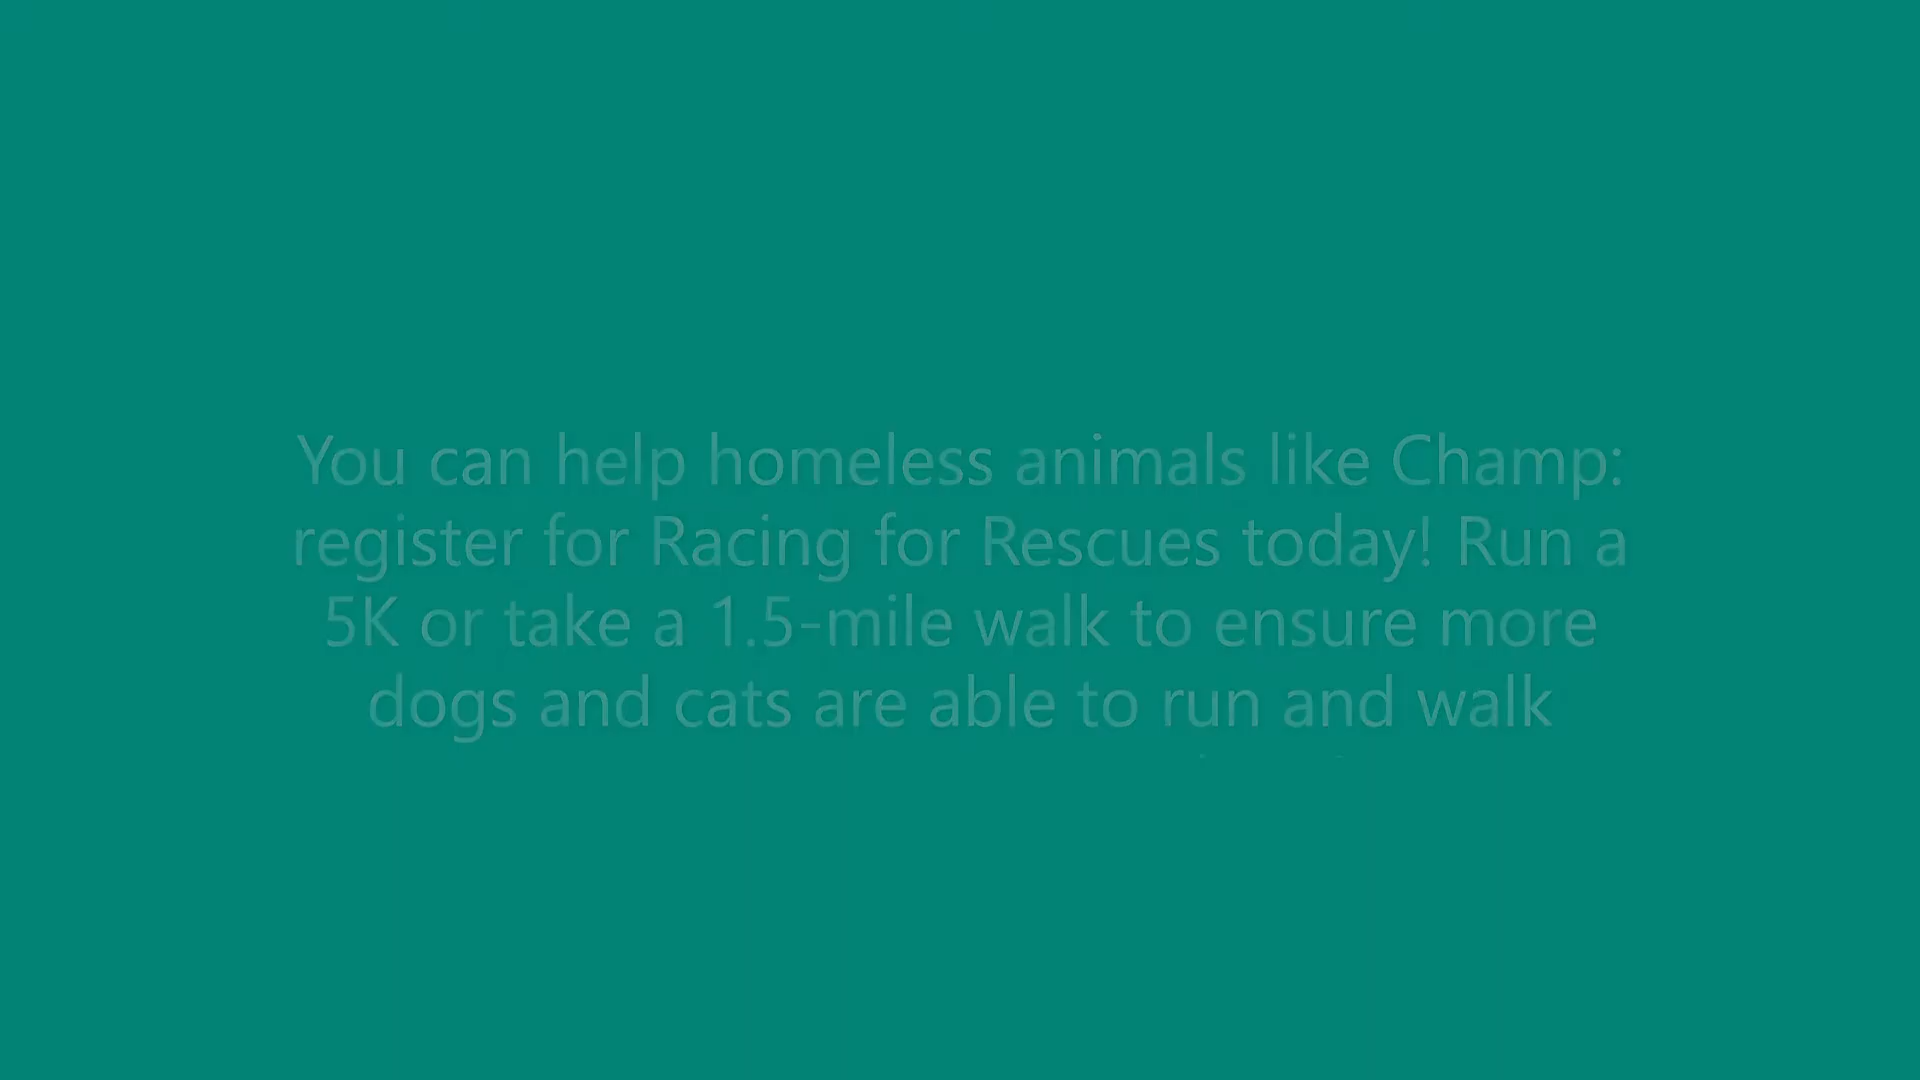 You can help homeless animals like Champ:
register for Racing for Rescues today! Run a
5K or take a 1.5-mile walk to ensure more
dogs and cats are able to run and walk